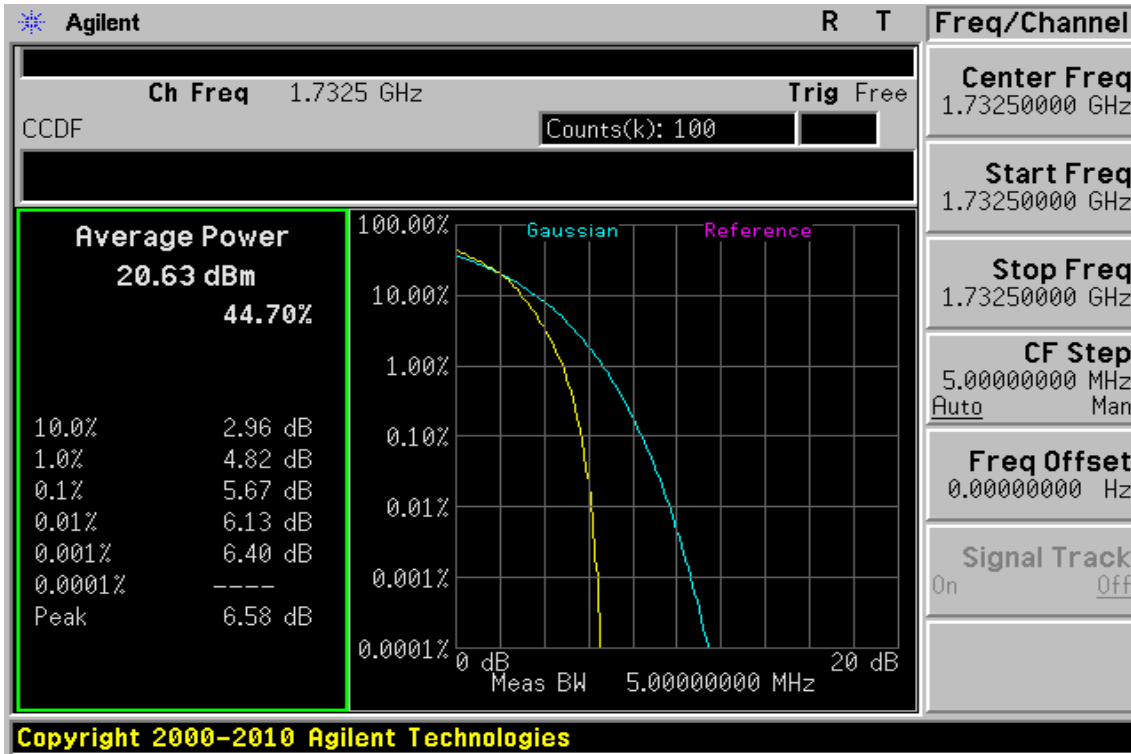 Agilent
R T
Freq/Channel
Ch Freq 1.7325 GHz
Trig Free
CCDF
Counts(k): 100
Center Freq
1.73250000 GHz
Start Freq
1.73250000 GHz
Stop Freq
1.73250000 GHz
CF Step
5.00000000 MHz
Auto Man
Freq Offset
0.00000000 Hz
Signal Track
On Off
Average Power
20.63 dBm
44.70%
10.0% 2.96 dB
1.0% 4.82 dB
0.1% 5.67 dB
0.01% 6.13 dB
0.001% 6.40 dB
0.0001% ----
Peak 6.58 dB
Gaussian Reference
100.00%
10.00%
1.00%
0.10%
0.01%
0.001%
0.0001%
0 dB 20 dB
Meas BW 5.00000000 MHz
Copyright 2000-2010 Agilent Technologies